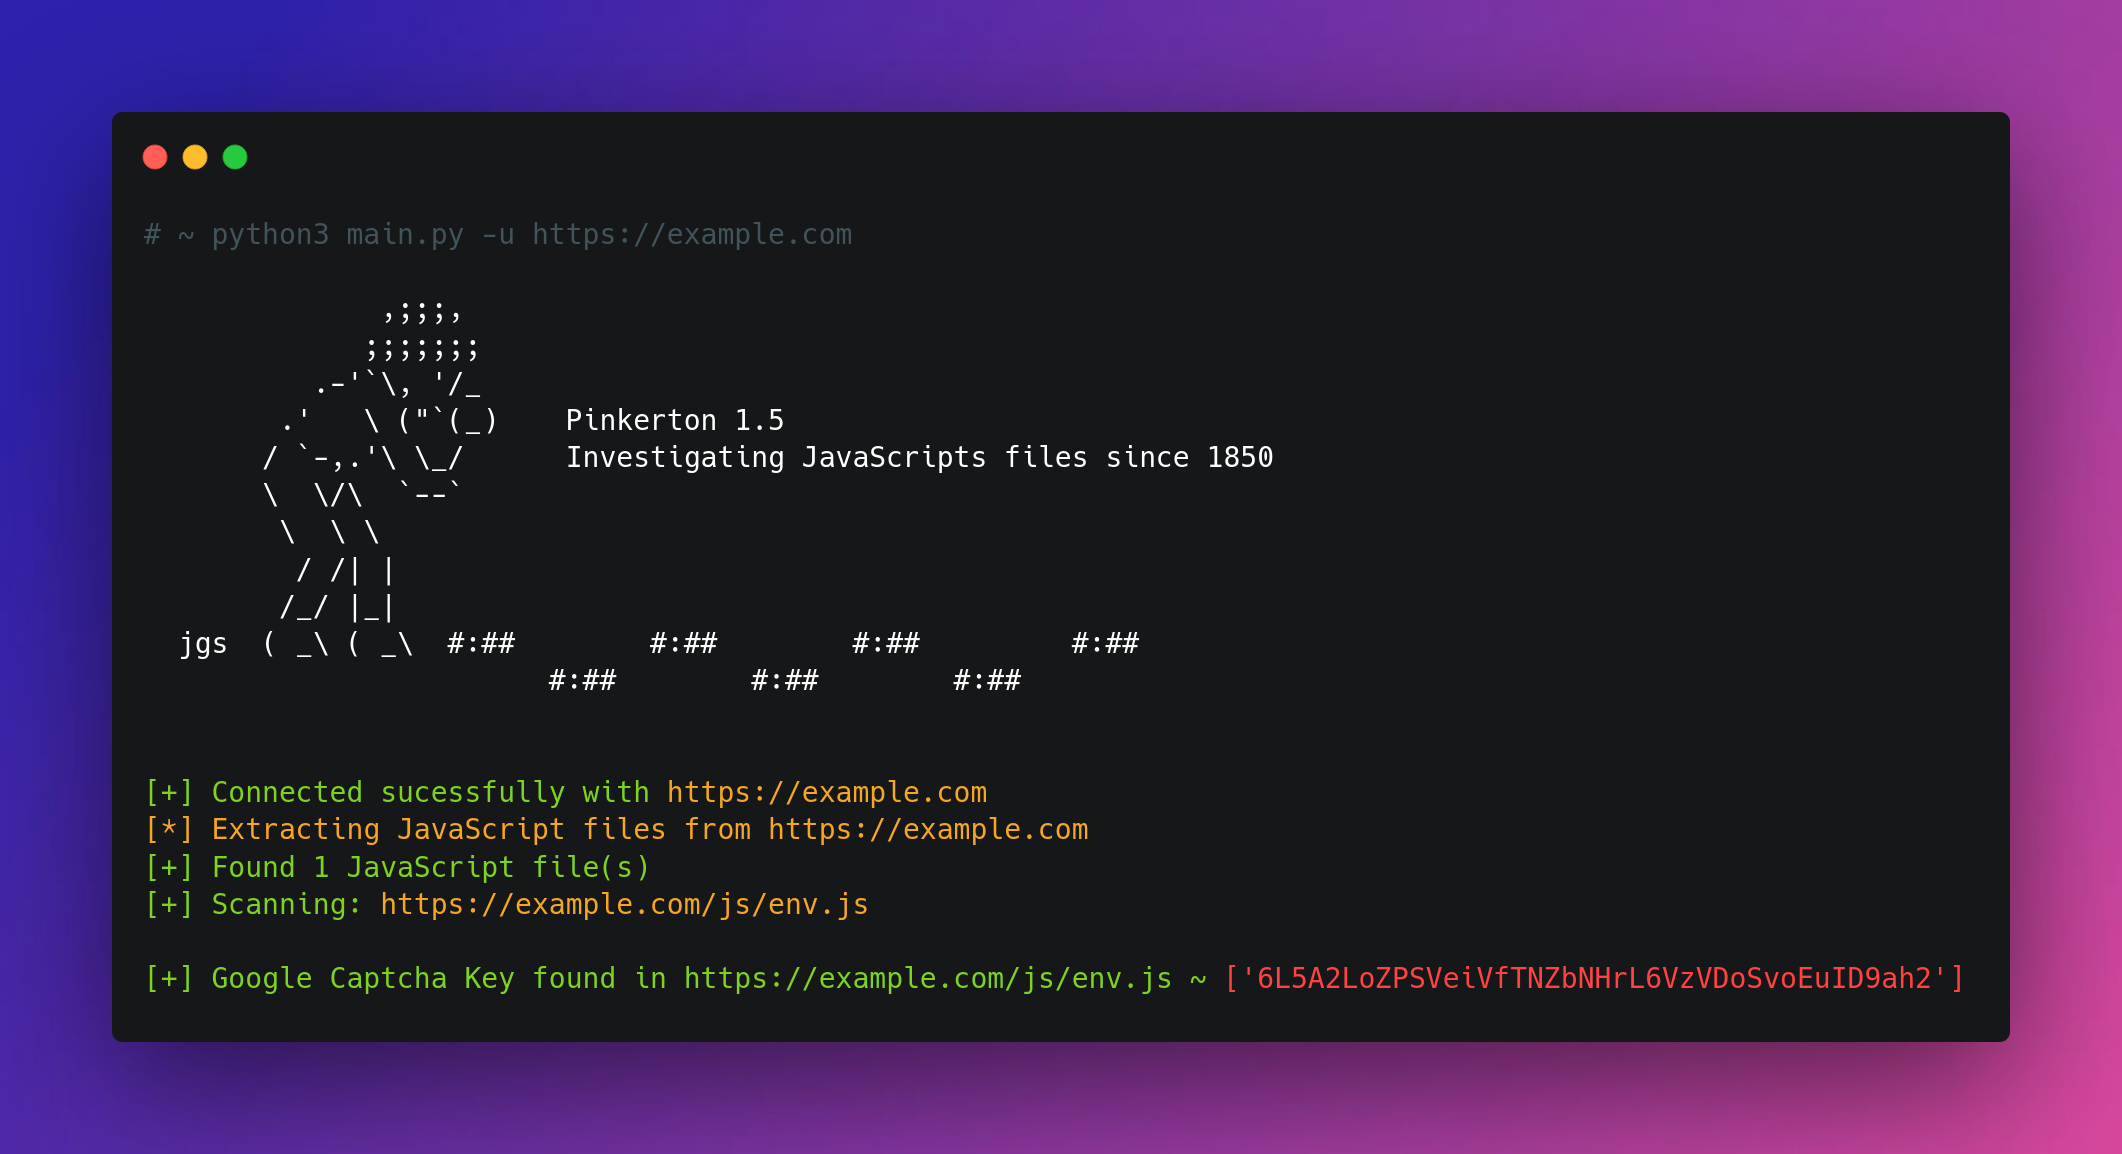 # ~ python3 main.py -u https://example.com
              ,;;;,
             ;;;;;;;
          .-'`\, '/_
        .'   \ ("`(_)    Pinkerton 1.5
       / `-,.'\ \_/      Investigating JavaScripts files since 1850
       \  \/\  `--`
        \  \ \
         / /| |
        /_/ |_|
  jgs  ( _\ ( _\  #:##        #:##        #:##         #:##
                        #:##        #:##        #:##
[+] Connected sucessfully with https://example.com
[*] Extracting JavaScript files from https://example.com
[+] Found 1 JavaScript file(s)
[+] Scanning: https://example.com/js/env.js
[+] Google Captcha Key found in https://example.com/js/env.js ~ ['6L5A2LoZPSVeiVfTNZbNHrL6VzVDoSvoEuID9ah2']